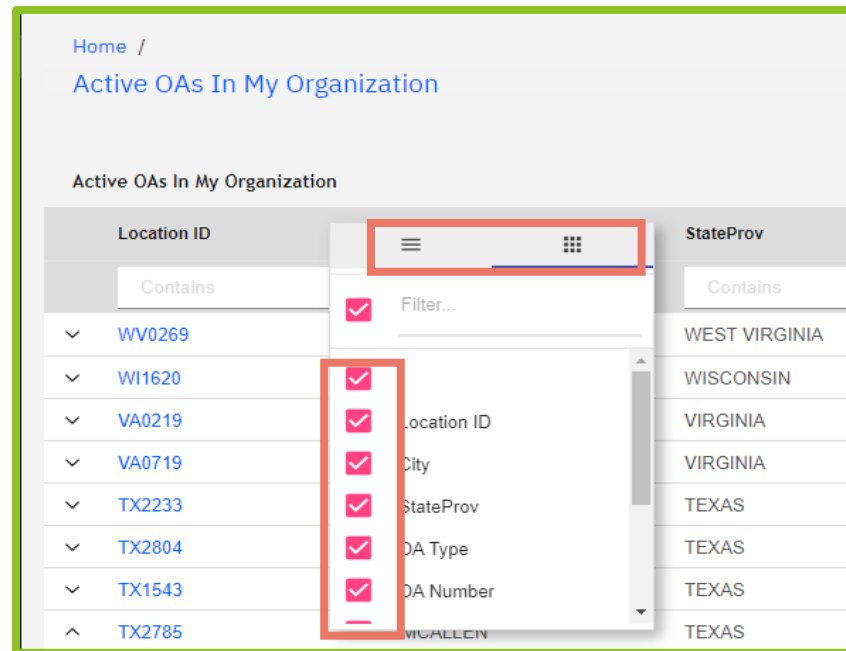 Home /
Active OAs In My Organization
Active OAs In My Organization
Location ID StateProv
Contains Filter... Contains
WV0269 WEST VIRGINIA
WI1620 WISCONSIN
VA0219 Location ID VIRGINIA
VA0719 City VIRGINIA
TX2233 StateProv TEXAS
TX2804 OA Type TEXAS
TX1543 OA Number TEXAS
TX2785 MCALLEN TEXAS